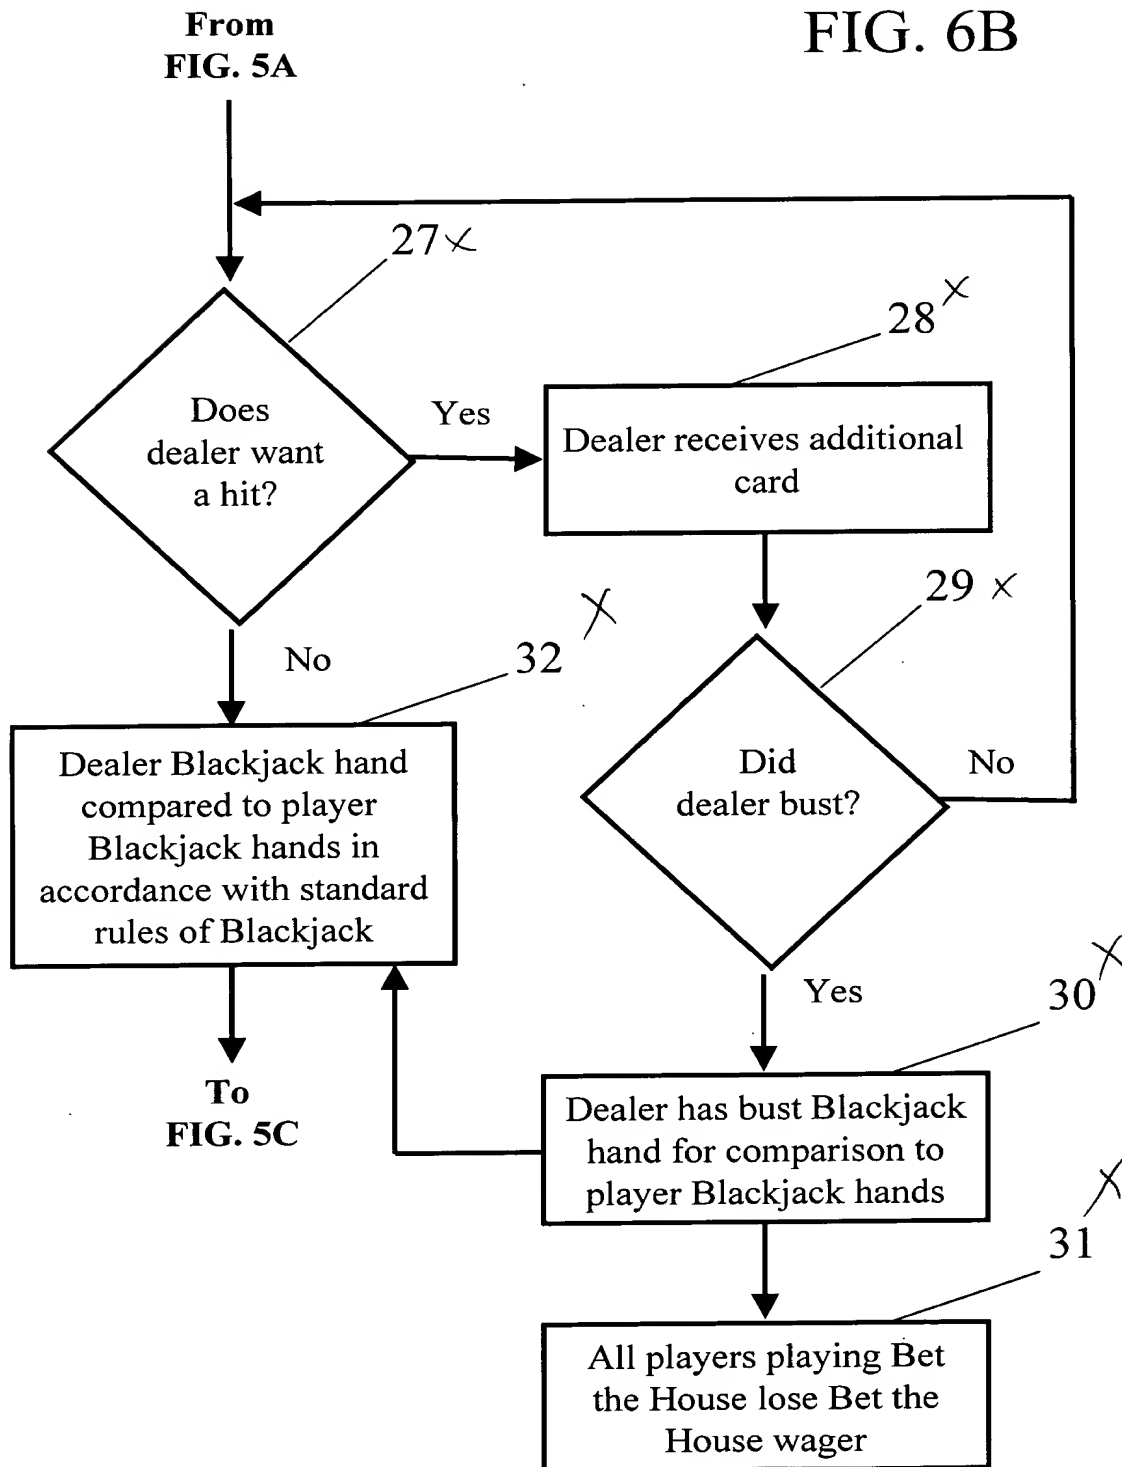 From
FIG. 5A
FIG. 6B
27 x
28 x
Does
dealer want
a hit?
Yes
Dealer receives additional
card
29 x
32 x
No
Dealer Blackjack hand
compared to player
Blackjack hands in
accordance with standard
rules of Blackjack
Did
dealer bust?
No
Yes
30 x
To
FIG. 5C
Dealer has bust Blackjack
hand for comparison to
player Blackjack hands
31 x
All players playing Bet
the House lose Bet the
House wager